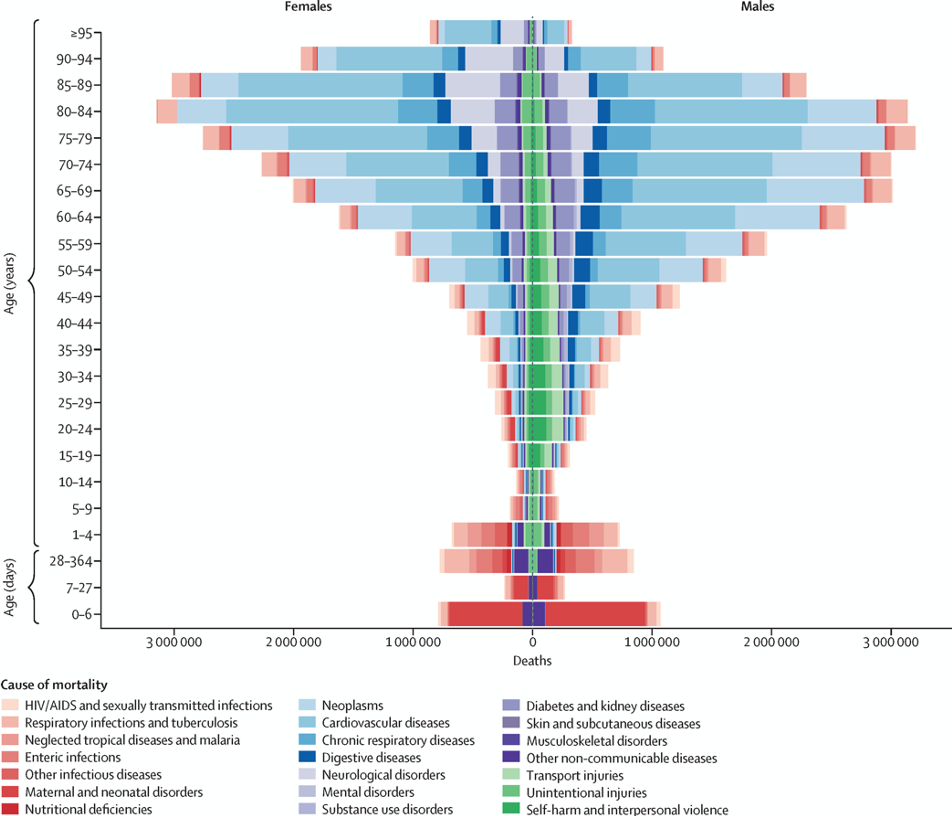 Females Males
≥95
90–94
85–89
80–84
75–79
70–74
65–69
60–64
55–59
50–54
45–49
40–44
35–39
30–34
25–29
20–24
15–19
10–14
5–9
1–4
28–364
7–27
0–6
Age (years)
Age (days)
3 000 000 2 000 000 1 000 000 0 1 000 000 2 000 000 3 000 000
Deaths
Cause of mortality
HIV/AIDS and sexually transmitted infections
Respiratory infections and tuberculosis
Neglected tropical diseases and malaria
Enteric infections
Other infectious diseases
Maternal and neonatal disorders
Nutritional deficiencies
Neoplasms
Cardiovascular diseases
Chronic respiratory diseases
Digestive diseases
Neurological disorders
Mental disorders
Substance use disorders
Diabetes and kidney diseases
Skin and subcutaneous diseases
Musculoskeletal disorders
Other non-communicable diseases
Transport injuries
Unintentional injuries
Self-harm and interpersonal violence